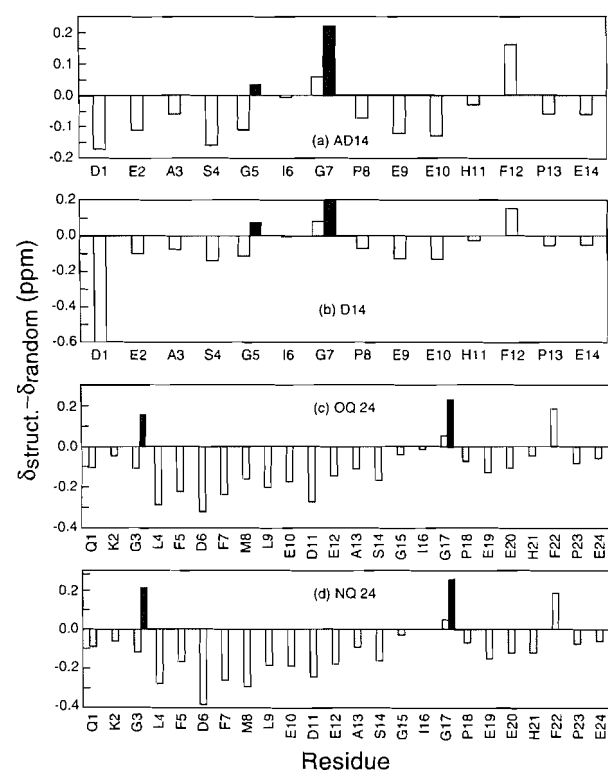 δstruct.-δrandom (ppm)
0.2
0.1
0.0
-0.1
-0.2
(a) AD14
D1 E2 A3 S4 G5 I6 G7 P8 E9 E10 H11 F12 P13 E14
0.2
0.0
-0.2
-0.4
-0.6
(b) D14
D1 E2 A3 S4 G5 I6 G7 P8 E9 E10 H11 F12 P13 E14
0.2
0.0
-0.2
-0.4
(c) OQ 24
Q1 K2 G3 L4 F5 D6 F7 M8 L9 E10 D11 E12 A13 S14 G15 I16 G17 P18 E19 E20 H21 F22 P23 E24
0.2
0.0
-0.2
-0.4
(d) NQ 24
Q1 K2 G3 L4 F5 D6 F7 M8 L9 E10 D11 E12 A13 S14 G15 I16 G17 P18 E19 E20 H21 F22 P23 E24
Residue